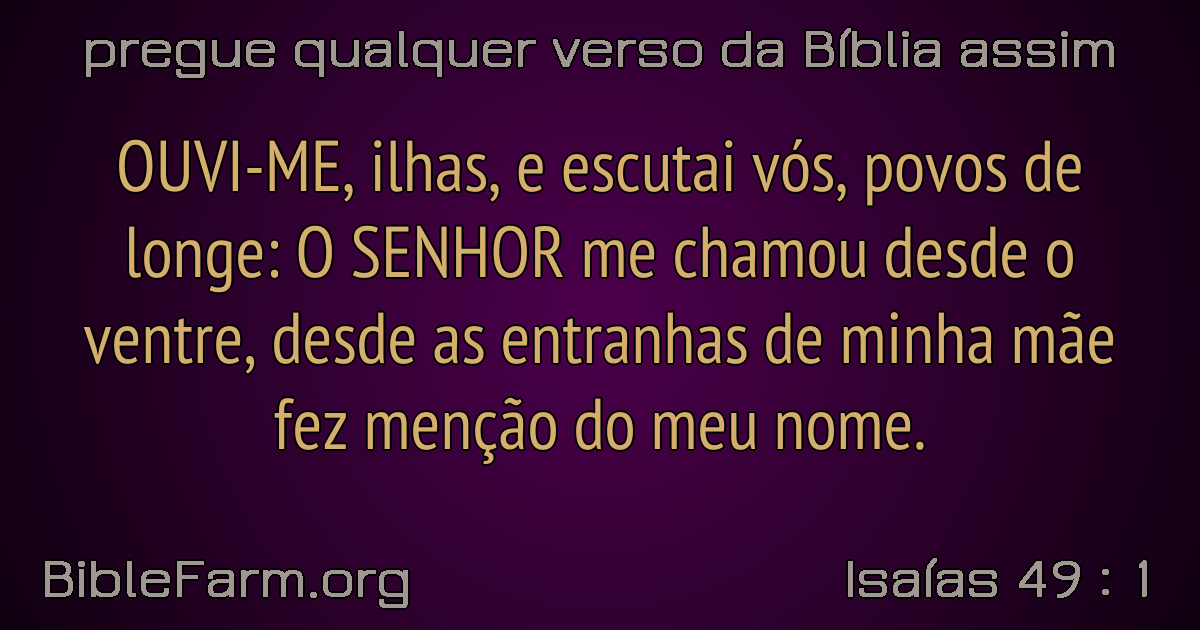 pregue qualquer verso da Bíblia assim
OUVI-ME, ilhas, e escutai vós, povos de
longe: O SENHOR me chamou desde o
ventre, desde as entranhas de minha mãe
fez menção do meu nome.
BibleFarm.org
Isaías 49 : 1